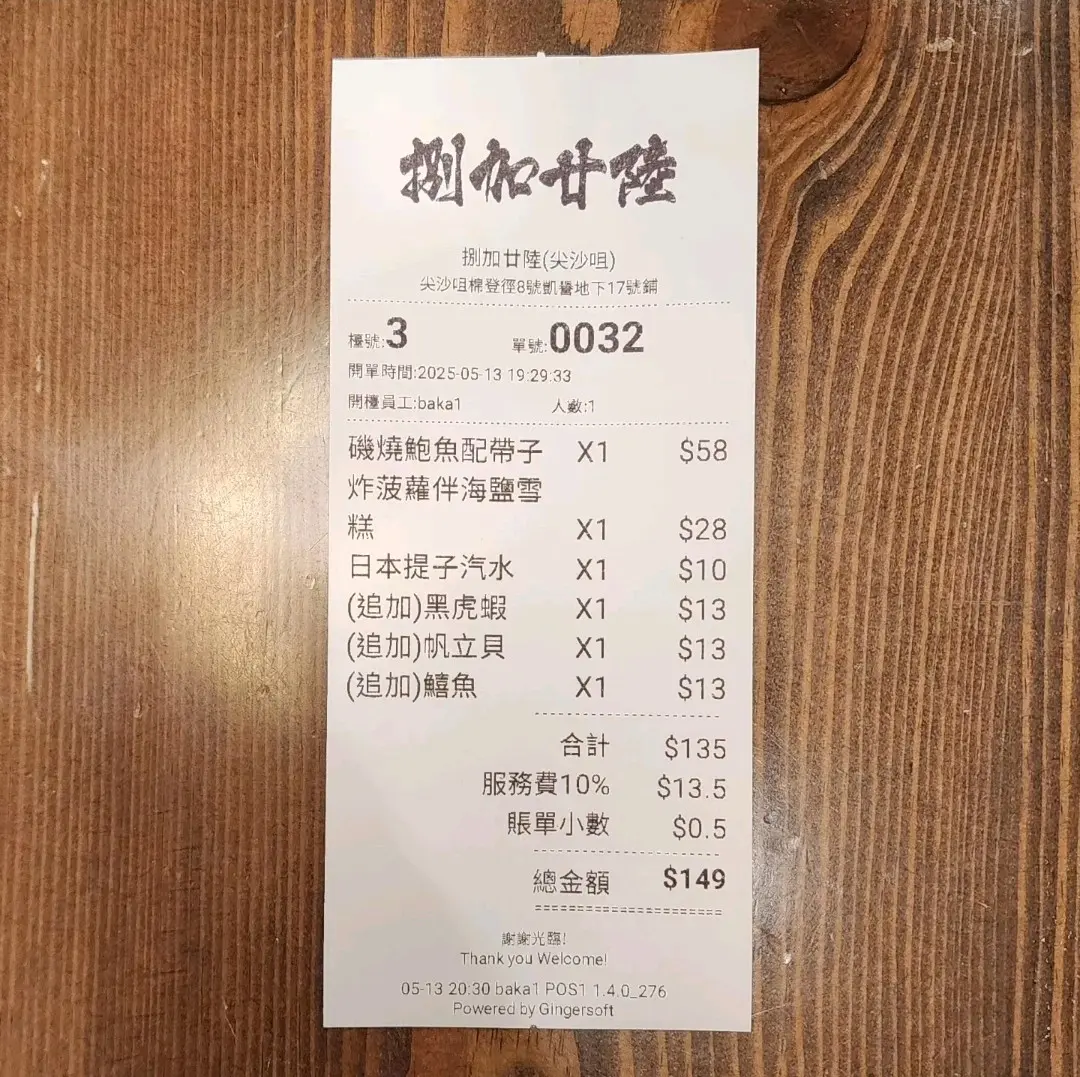 捌加廿陸
捌加廿陸(尖沙咀)
尖沙咀棉登徑8號凱譽地下17號鋪
檯號:3 單號:0032
開單時間:2025-05-13 19:29:33
開檯員工:baka1 人數:1
磯燒鮑魚配帶子 X1 $58
炸菠蘿伴海鹽雪
糕 X1 $28
日本提子汽水 X1 $10
(追加)黑虎蝦 X1 $13
(追加)帆立貝 X1 $13
(追加)鱚魚 X1 $13
合計 $135
服務費10% $13.5
賬單小數 $0.5
總金額 $149
謝謝光臨!
Thank you Welcome!
05-13 20:30 baka1 POS1 1.4.0_276
Powered by Gingersoft